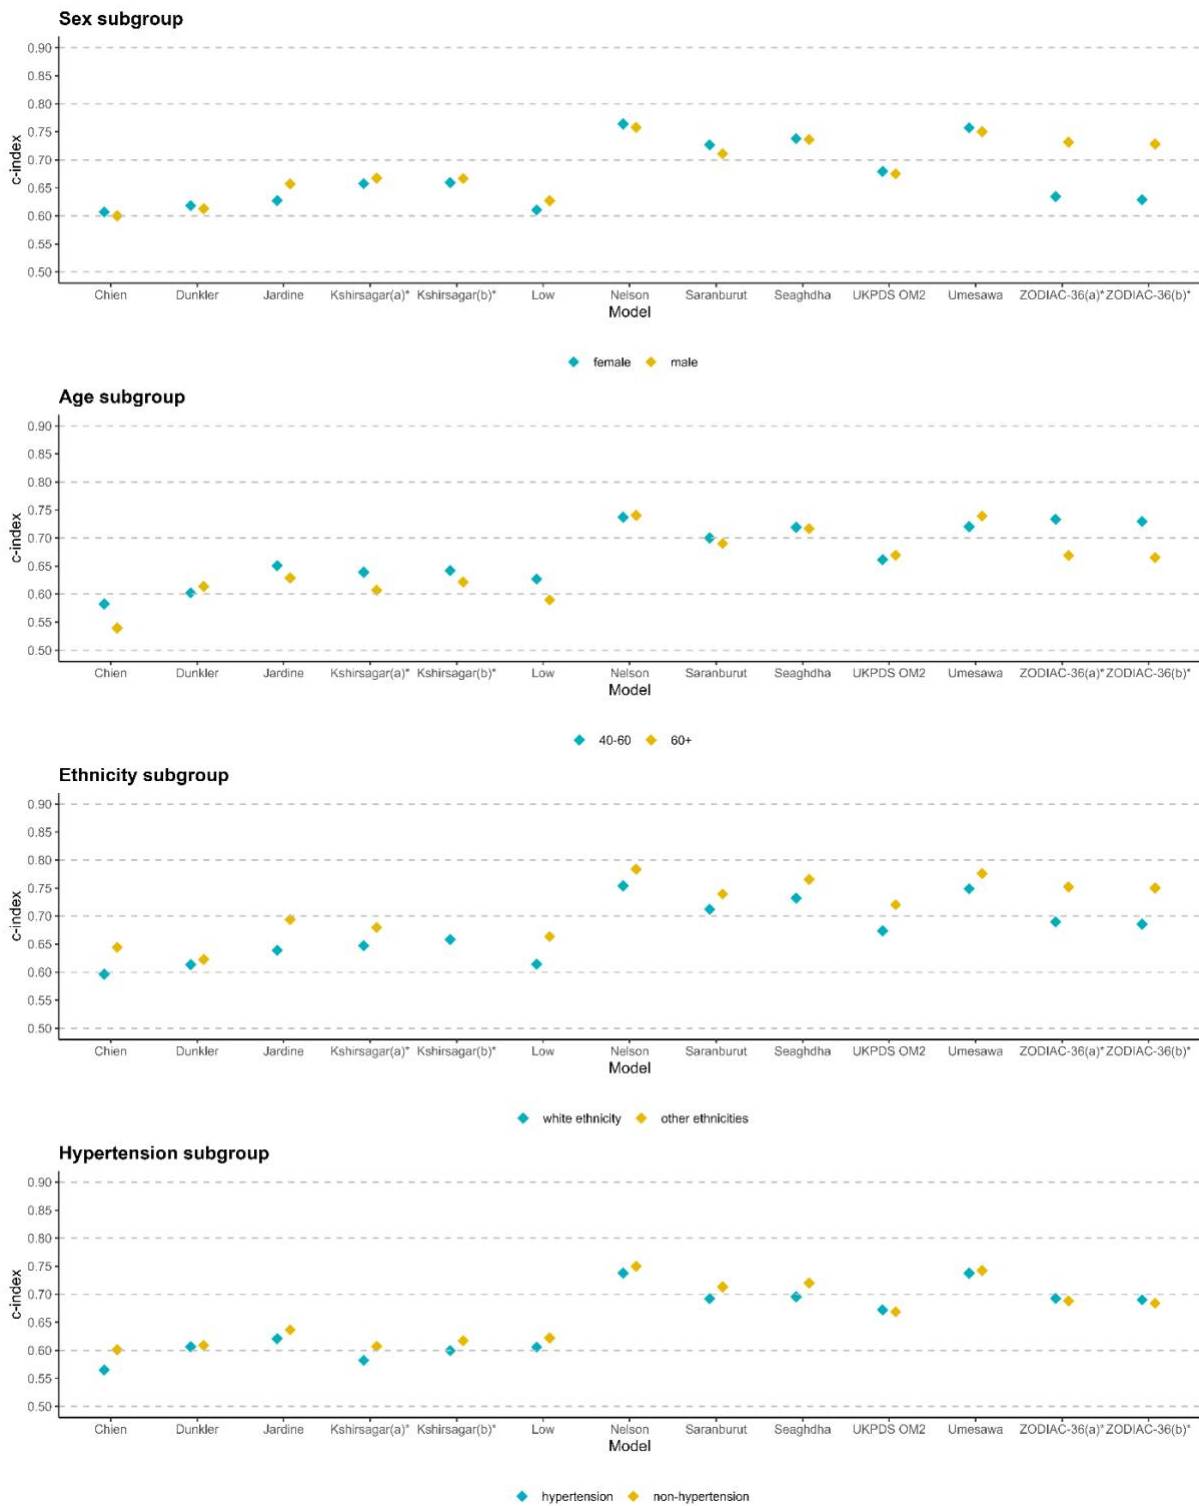 Sex subgroup
0.90
0.85
0.80
0.75
0.70
0.65
0.60
0.55
0.50
c-index
Chien Dunkler Jardine Kshirsagar(a)* Kshirsagar(b)* Low Nelson Saranburut Seaghdha UKPDS OM2 Umesawa ZODIAC-36(a)* ZODIAC-36(b)*
Model
female male
Age subgroup
0.90
0.85
0.80
0.75
0.70
0.65
0.60
0.55
0.50
c-index
Chien Dunkler Jardine Kshirsagar(a)* Kshirsagar(b)* Low Nelson Saranburut Seaghdha UKPDS OM2 Umesawa ZODIAC-36(a)* ZODIAC-36(b)*
Model
40-60 60+
Ethnicity subgroup
0.90
0.85
0.80
0.75
0.70
0.65
0.60
0.55
0.50
c-index
Chien Dunkler Jardine Kshirsagar(a)* Kshirsagar(b)* Low Nelson Saranburut Seaghdha UKPDS OM2 Umesawa ZODIAC-36(a)* ZODIAC-36(b)*
Model
white ethnicity other ethnicities
Hypertension subgroup
0.90
0.85
0.80
0.75
0.70
0.65
0.60
0.55
0.50
c-index
Chien Dunkler Jardine Kshirsagar(a)* Kshirsagar(b)* Low Nelson Saranburut Seaghdha UKPDS OM2 Umesawa ZODIAC-36(a)* ZODIAC-36(b)*
Model
hypertension non-hypertension